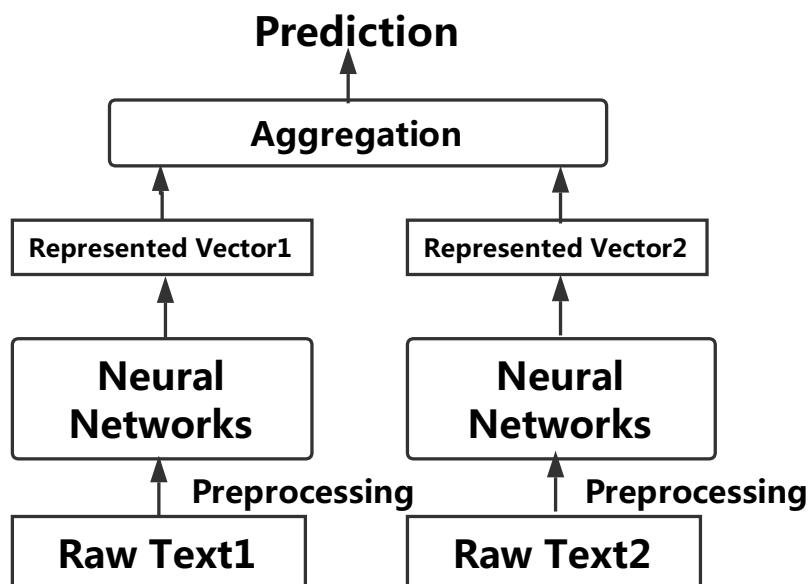 Prediction
Aggregation
Represented Vector1
Represented Vector2
Neural
Networks
Neural
Networks
Preprocessing
Preprocessing
Raw Text1
Raw Text2